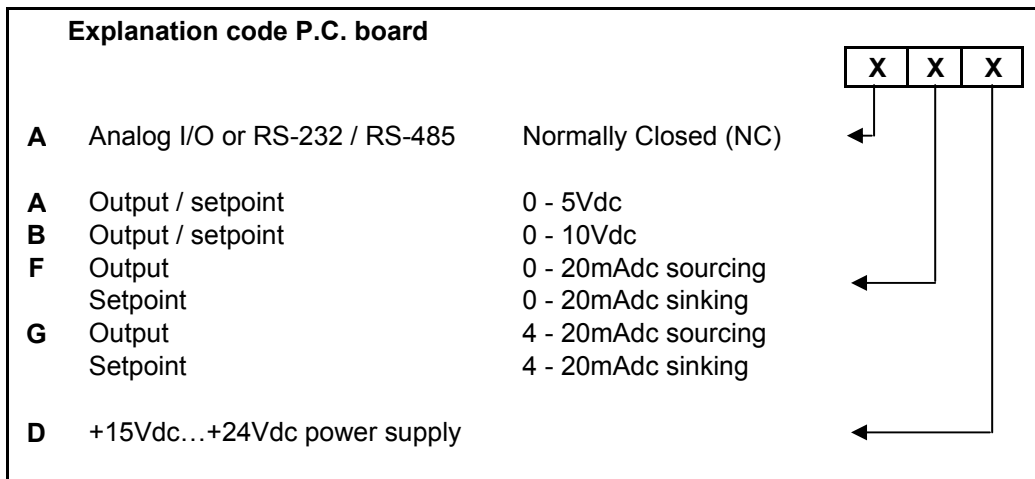 Explanation code P.C. board
X X X
A Analog I/O or RS-232 / RS-485 Normally Closed (NC)
A Output / setpoint 0 - 5Vdc
B Output / setpoint 0 - 10Vdc
F Output 0 - 20mAdc sourcing
Setpoint 0 - 20mAdc sinking
G Output 4 - 20mAdc sourcing
Setpoint 4 - 20mAdc sinking
D +15Vdc…+24Vdc power supply